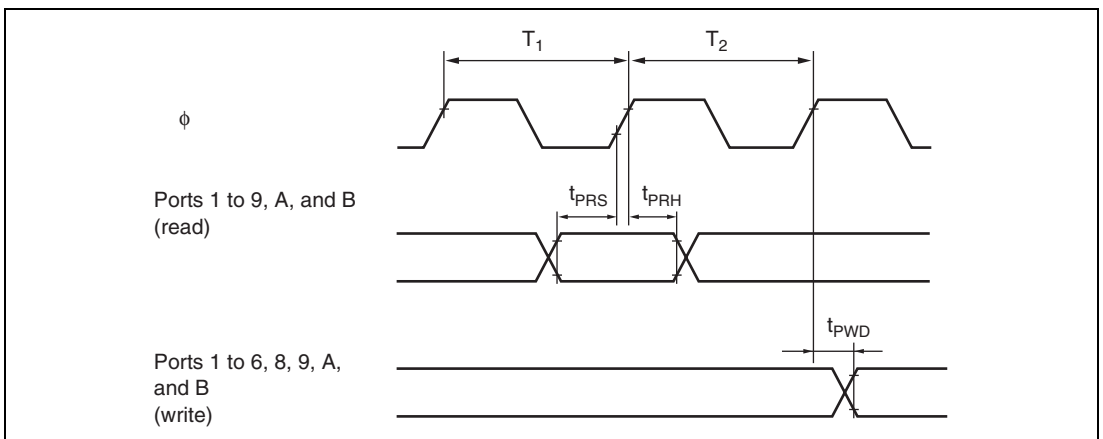 T₁ T₂
ϕ
Ports 1 to 9, A, and B
(read)
tPRS tPRH
tPWD
Ports 1 to 6, 8, 9, A,
and B
(write)